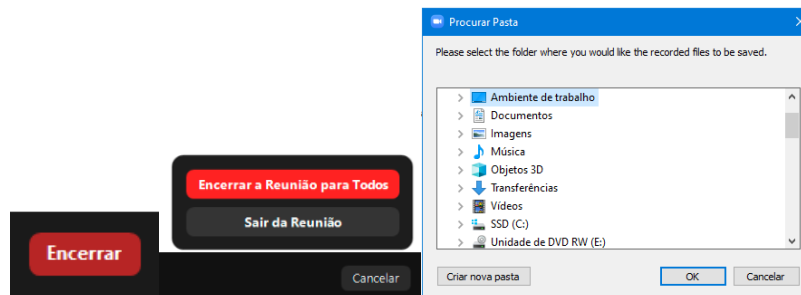 Encerrar
Encerrar a Reunião para Todos
Sair da Reunião
Cancelar
Procurar Pasta
Please select the folder where you would like the recorded files to be saved.
Ambiente de trabalho
Documentos
Imagens
Música
Objetos 3D
Transferências
Vídeos
SSD (C:)
Unidade de DVD RW (E:)
Criar nova pasta
OK
Cancelar